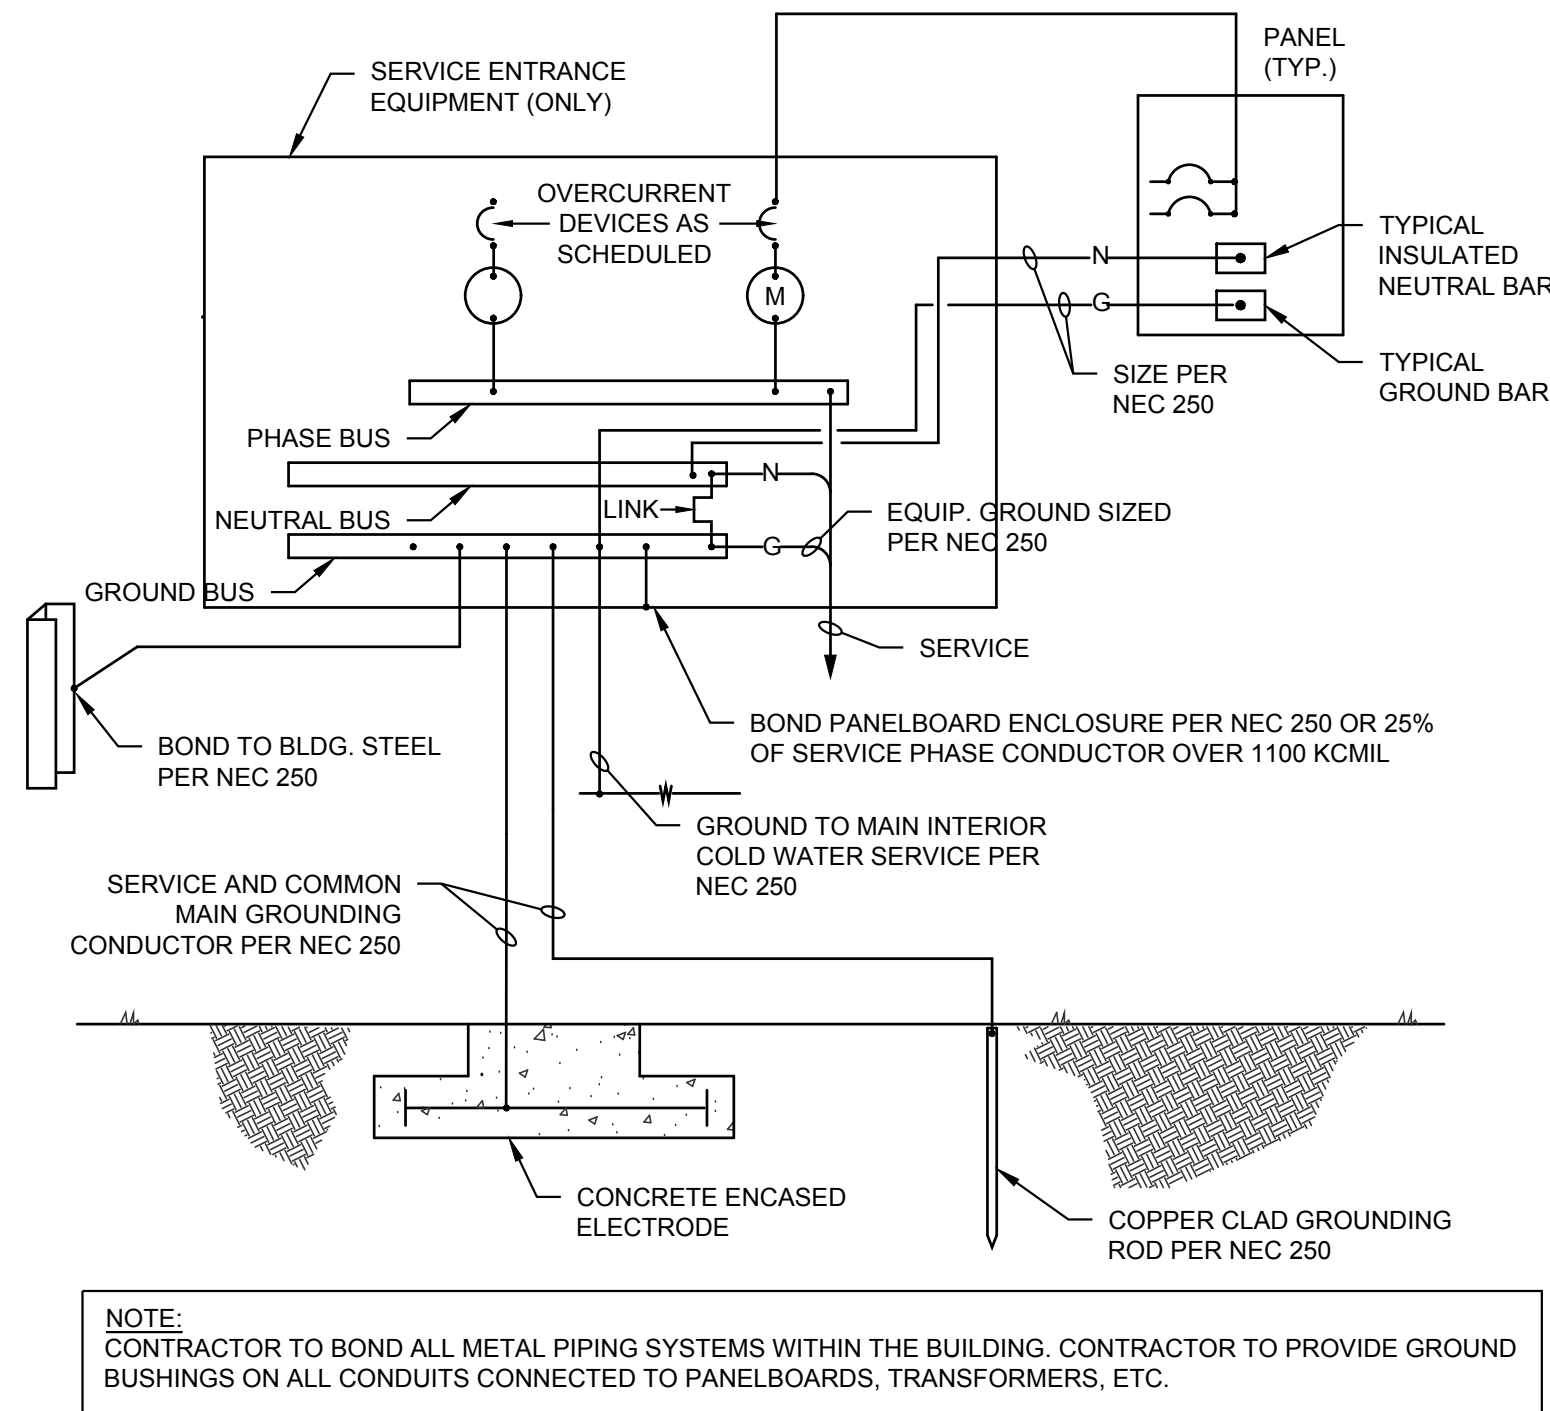 PANEL
(TYP.)
SERVICE ENTRANCE
EQUIPMENT (ONLY)
OVERCURRENT
DEVICES AS
SCHEDULED
M
N
G
TYPICAL
INSULATED
NEUTRAL BAR
TYPICAL
GROUND BAR
SIZE PER
NEC 250
PHASE BUS
N
NEUTRAL BUS
LINK
EQUIP. GROUND SIZED
PER NEC 250
G
GROUND BUS
SERVICE
BOND PANELBOARD ENCLOSURE PER NEC 250 OR 25%
OF SERVICE PHASE CONDUCTOR OVER 1100 KCMIL
BOND TO BLDG. STEEL
PER NEC 250
GROUND TO MAIN INTERIOR
COLD WATER SERVICE PER
NEC 250
SERVICE AND COMMON
MAIN GROUNDING
CONDUCTOR PER NEC 250
CONCRETE ENCASED
ELECTRODE
COPPER CLAD GROUNDING
ROD PER NEC 250
NOTE:
CONTRACTOR TO BOND ALL METAL PIPING SYSTEMS WITHIN THE BUILDING. CONTRACTOR TO PROVIDE GROUND
BUSHINGS ON ALL CONDUITS CONNECTED TO PANELBOARDS, TRANSFORMERS, ETC.